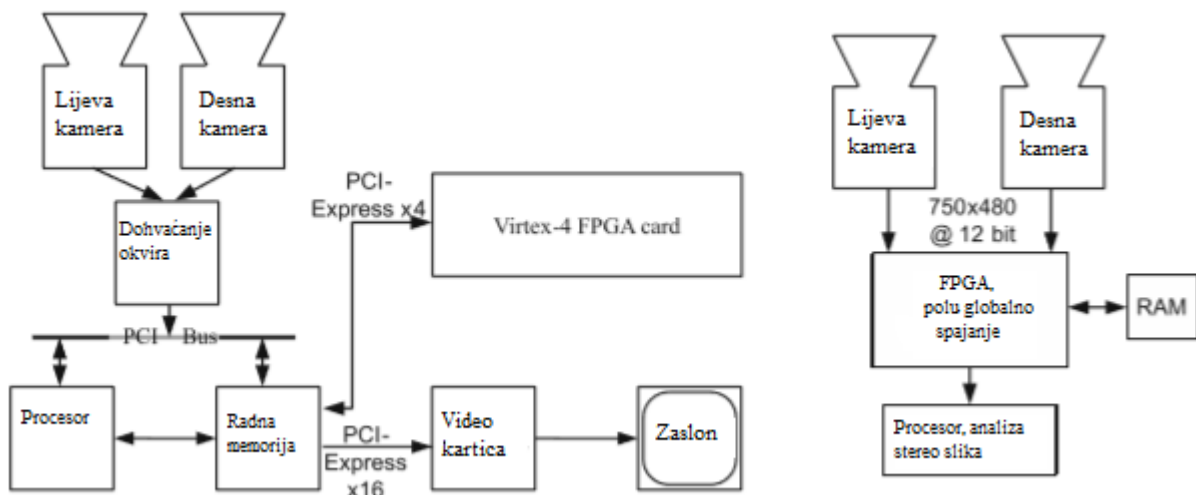 Lijeva
kamera
Desna
kamera
Dohvaćanje
okvira
PCI Bus
Procesor
Radna
memorija
PCI-
Express x4
Virtex-4 FPGA card
PCI-
Express
x16
Video
kartica
Zaslon
Lijeva
kamera
Desna
kamera
750x480
@ 12 bit
FPGA,
polu globalno
spajanje
RAM
Procesor, analiza
stereo slika